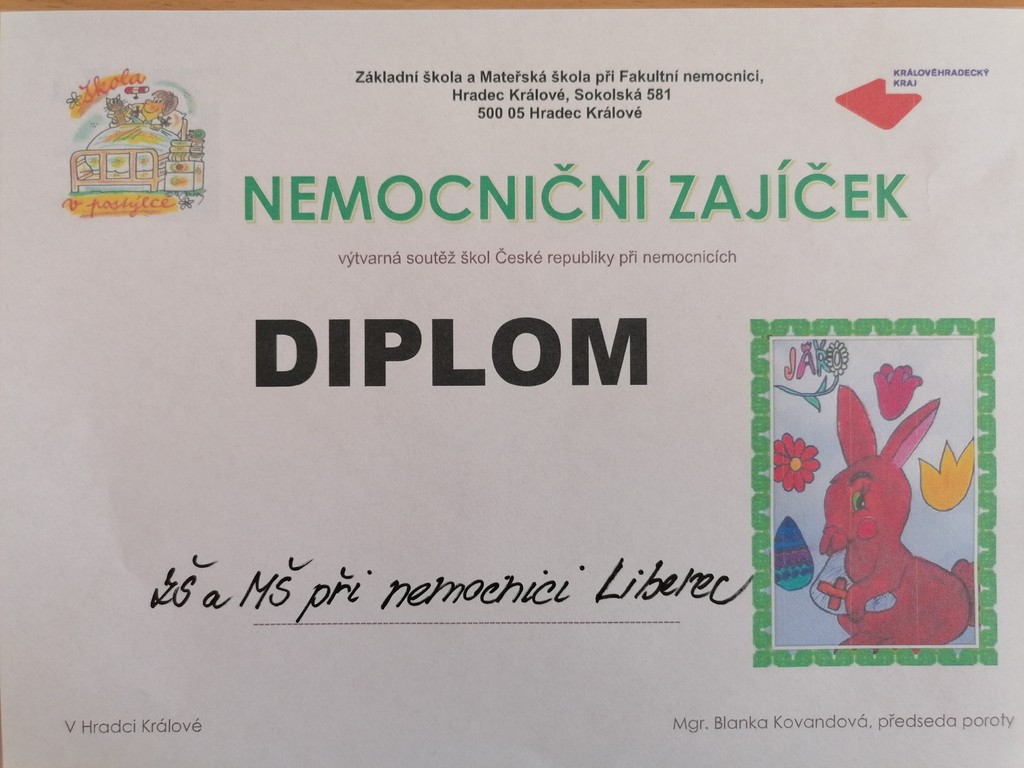 škola
v postýlce
Základní škola a Mateřská škola při Fakultní nemocnici,
Hradec Králové, Sokolská 581
500 05 Hradec Králové
KRÁLOVÉHRADECKÝ
KRAJ
NEMOCNIČNÍ ZAJÍČEK
výtvarná soutěž škol České republiky při nemocnicích
DIPLOM
JARO
ZŠ a MŠ při nemocnici Liberec
V Hradci Králové
Mgr. Blanka Kovandová, předseda poroty